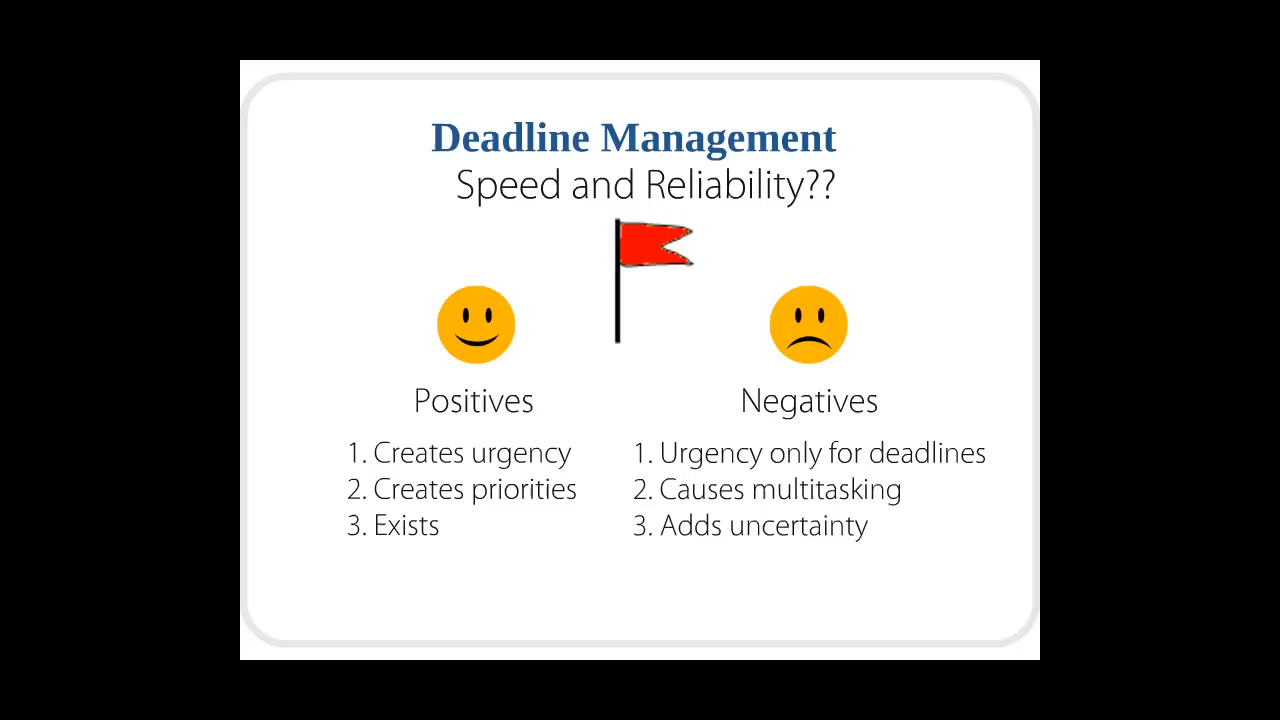 Deadline Management
Speed and Reliability??
Positives
1. Creates urgency
2. Creates priorities
3. Exists
Negatives
1. Urgency only for deadlines
2. Causes multitasking
3. Adds uncertainty